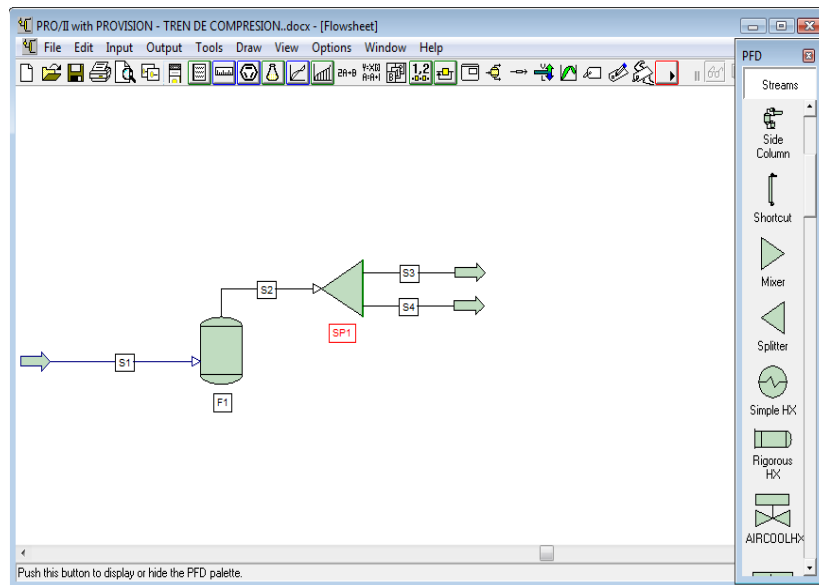 PRO/II with PROVISION - TREN DE COMPRESION..docx - [Flowsheet]
File Edit Input Output Tools Draw View Options Window Help
PFD
Streams
Side
Column
Shortcut
Mixer
Splitter
Simple HX
Rigorous
HX
AIRCOOLHX
S3
S2
S4
SP1
S1
F1
Push this button to display or hide the PFD palette.